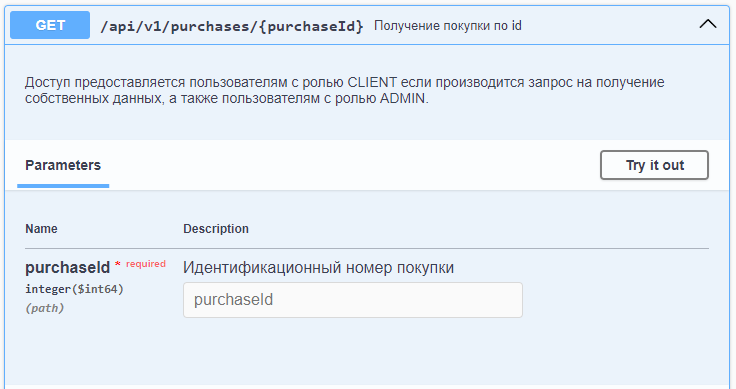 GET /api/v1/purchases/{purchaseId} Получение покупки по id
Доступ предоставляется пользователям с ролью CLIENT если производится запрос на получение
собственных данных, а также пользователям с ролью ADMIN.
Parameters Try it out
Name Description
purchaseId * required Идентификационный номер покупки
integer($int64) purchaseId
(path)